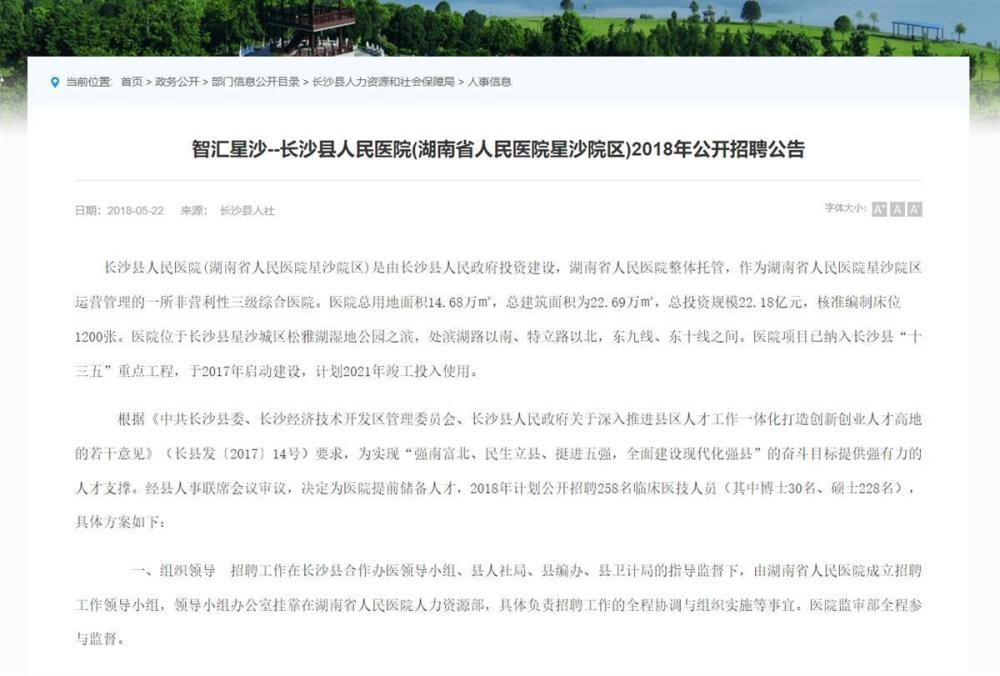 当前位置: 首页 > 政务公开 > 部门信息公开目录 > 长沙县人力资源和社会保障局 > 人事信息
智汇星沙--长沙县人民医院(湖南省人民医院星沙院区)2018年公开招聘公告
日期: 2018-05-22 来源: 长沙县人社 字体大小: A+ A A-
长沙县人民医院(湖南省人民医院星沙院区)是由长沙县人民政府投资建设，湖南省人民医院整体托管，作为湖南省人民医院星沙院区
运营管理的一所非营利性三级综合医院。医院总用地面积14.68万㎡，总建筑面积为22.69万㎡，总投资规模22.18亿元，核准编制床位
1200张。医院位于长沙县星沙城区松雅湖湿地公园之滨，处滨湖路以南、特立路以北，东九线、东十线之间。医院项目已纳入长沙县“十
三五”重点工程，于2017年启动建设，计划2021年竣工投入使用。
根据《中共长沙县委、长沙经济技术开发区管理委员会、长沙县人民政府关于深入推进县区人才工作一体化打造创新创业人才高地
的若干意见》（长县发〔2017〕14号）要求，为实现“强南富北、民生立县、挺进五强，全面建设现代化强县”的奋斗目标提供强有力的
人才支撑。经县人事联席会议审议，决定为医院提前储备人才，2018年计划公开招聘258名临床医技人员（其中博士30名、硕士228名），
具体方案如下：
一、组织领导 招聘工作在长沙县合作办医领导小组、县人社局、县编办、县卫计局的指导监督下，由湖南省人民医院成立招聘
工作领导小组，领导小组办公室挂靠在湖南省人民医院人力资源部，具体负责招聘工作的全程协调与组织实施等事宜。医院监审部全程参
与监督。